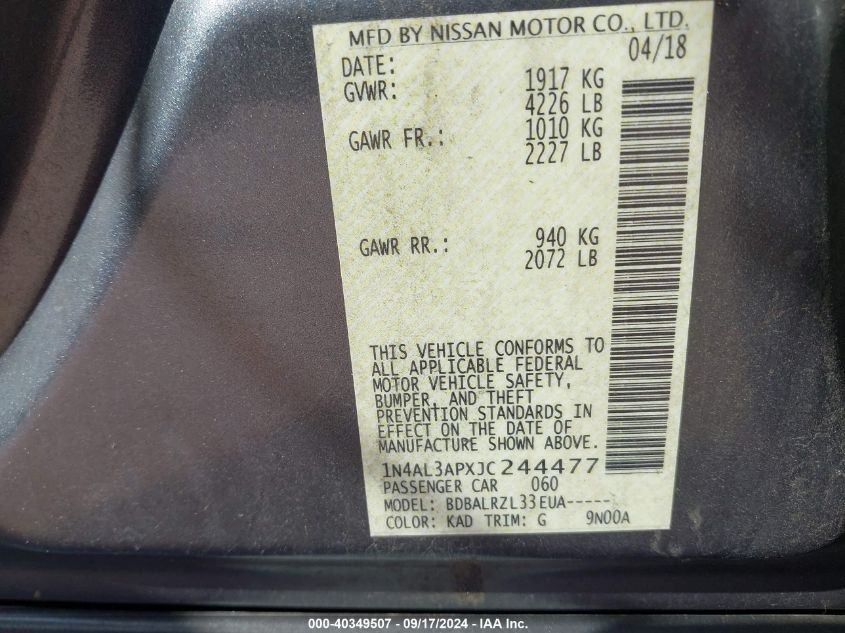 MFD BY NISSAN MOTOR CO., LTD.
DATE: 04/18
GVWR: 1917 KG
4226 LB
GAWR FR.: 1010 KG
2227 LB
GAWR RR.: 940 KG
2072 LB
THIS VEHICLE CONFORMS TO
ALL APPLICABLE FEDERAL
MOTOR VEHICLE SAFETY,
BUMPER, AND THEFT
PREVENTION STANDARDS IN
EFFECT ON THE DATE OF
MANUFACTURE SHOWN ABOVE.
1N4AL3APXJC244477
PASSENGER CAR 060
MODEL: BDBALRZL33EUA-----
COLOR: KAD TRIM: G 9N00A
000-40349507 - 09/17/2024 - IAA Inc.